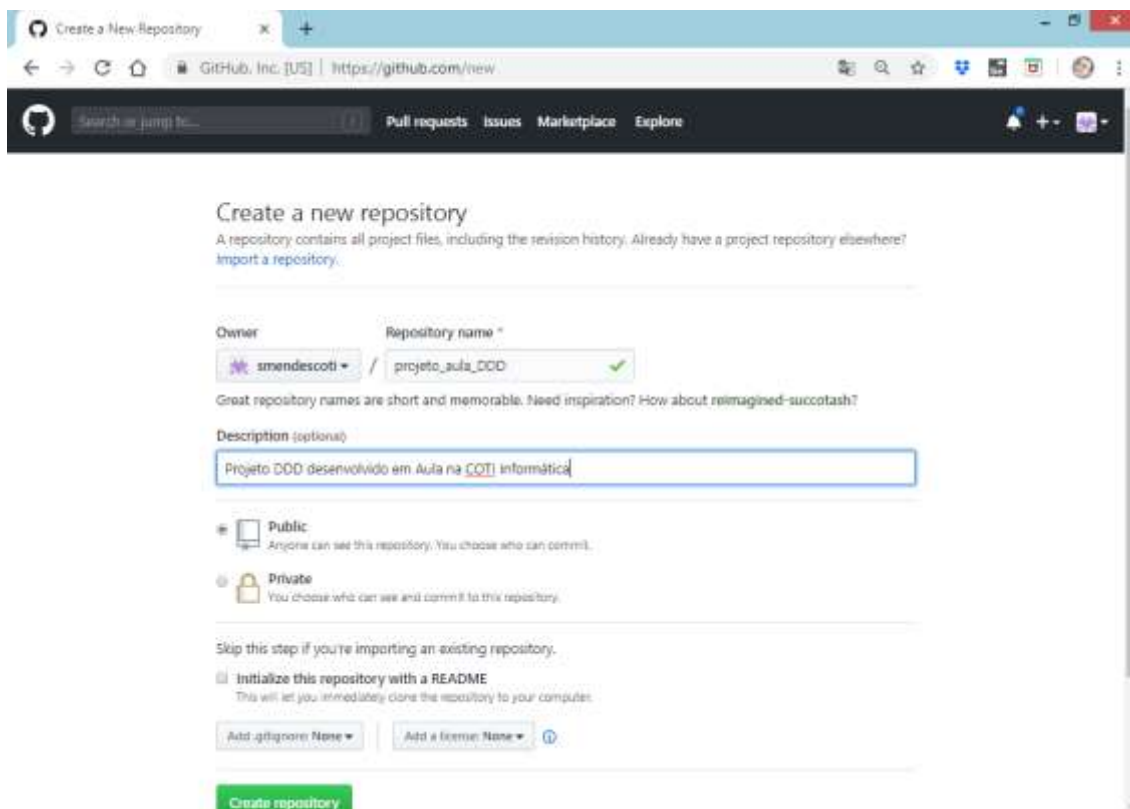 Create a New Repository
GitHub, Inc. [US] | https://github.com/new
Search or jump to...
Pull requests Issues Marketplace Explore
Create a new repository
A repository contains all project files, including the revision history. Already have a project repository elsewhere?
Import a repository.
Owner Repository name *
smendescoti / projeto_aula_DDD
Great repository names are short and memorable. Need inspiration? How about reimagined-succotash?
Description (optional)
Projeto DDD desenvolvido em Aula na COTI Informática
Public
Anyone can see this repository. You choose who can commit.
Private
You choose who can see and commit to this repository.
Skip this step if you're importing an existing repository.
Initialize this repository with a README
This will let you immediately clone the repository to your computer.
Add .gitignore: None Add a license: None
Create repository